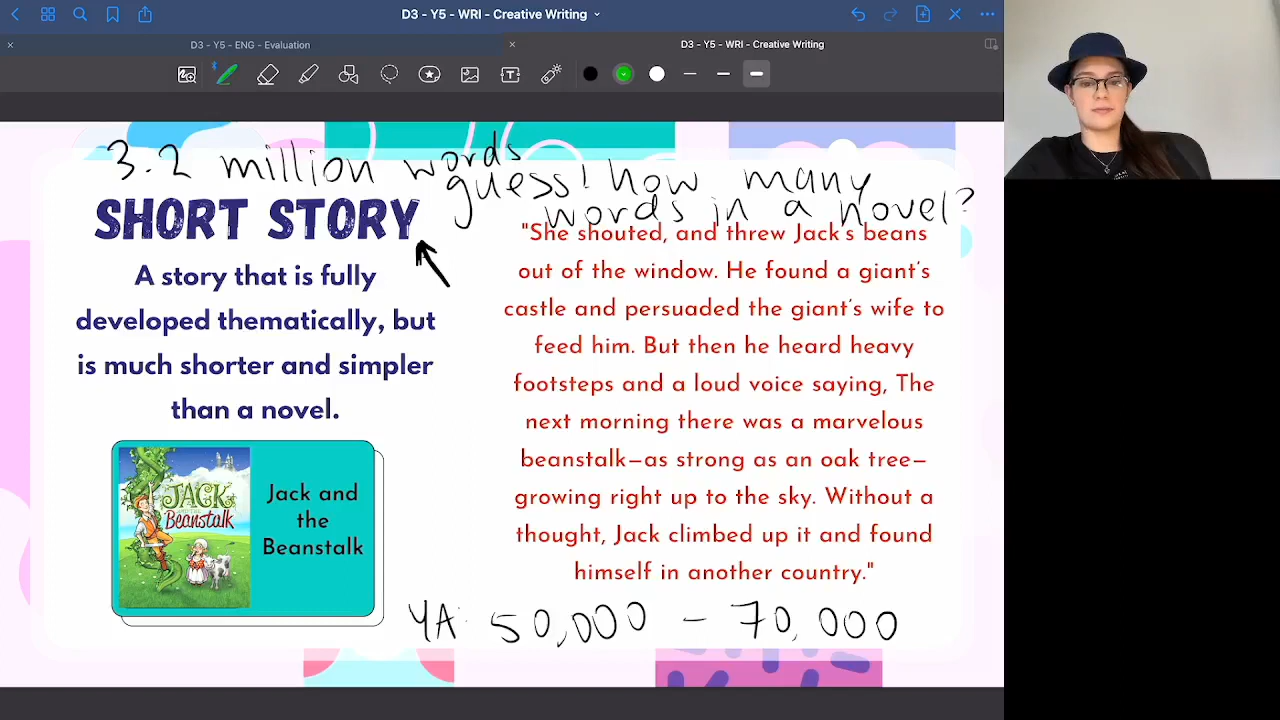 D3 - Y5 - WRI - Creative Writing
D3 - Y5 - ENG - Evaluation
D3 - Y5 - WRI - Creative Writing
3.2 million words
guess! how many
words in a novel?
SHORT STORY
A story that is fully
developed thematically, but
is much shorter and simpler
than a novel.
JACK
AND THE
Beanstalk
Jack and
the
Beanstalk
"She shouted, and threw Jack's beans
out of the window. He found a giant's
castle and persuaded the giant's wife to
feed him. But then he heard heavy
footsteps and a loud voice saying, The
next morning there was a marvelous
beanstalk—as strong as an oak tree—
growing right up to the sky. Without a
thought, Jack climbed up it and found
himself in another country."
YA: 50,000 - 70,000